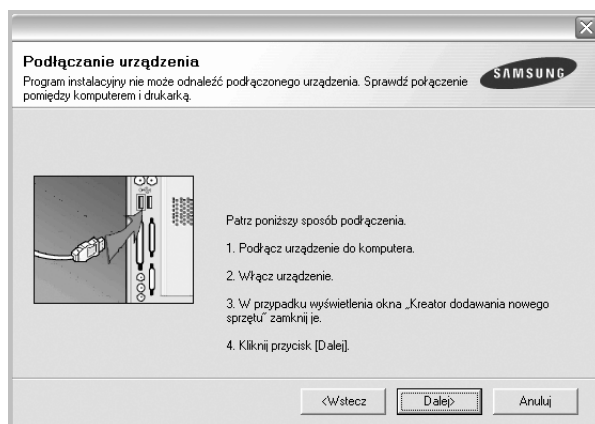 Podłączanie urządzenia
Program instalacyjny nie może odnaleźć podłączonego urządzenia. Sprawdź połączenie
pomiędzy komputerem i drukarką.
SAMSUNG
Patrz poniższy sposób podłączenia.
1. Podłącz urządzenie do komputera.
2. Włącz urządzenie.
3. W przypadku wyświetlenia okna „Kreator dodawania nowego
sprzętu” zamknij je.
4. Kliknij przycisk [Dalej].
<Wstecz
Dalej>
Anuluj